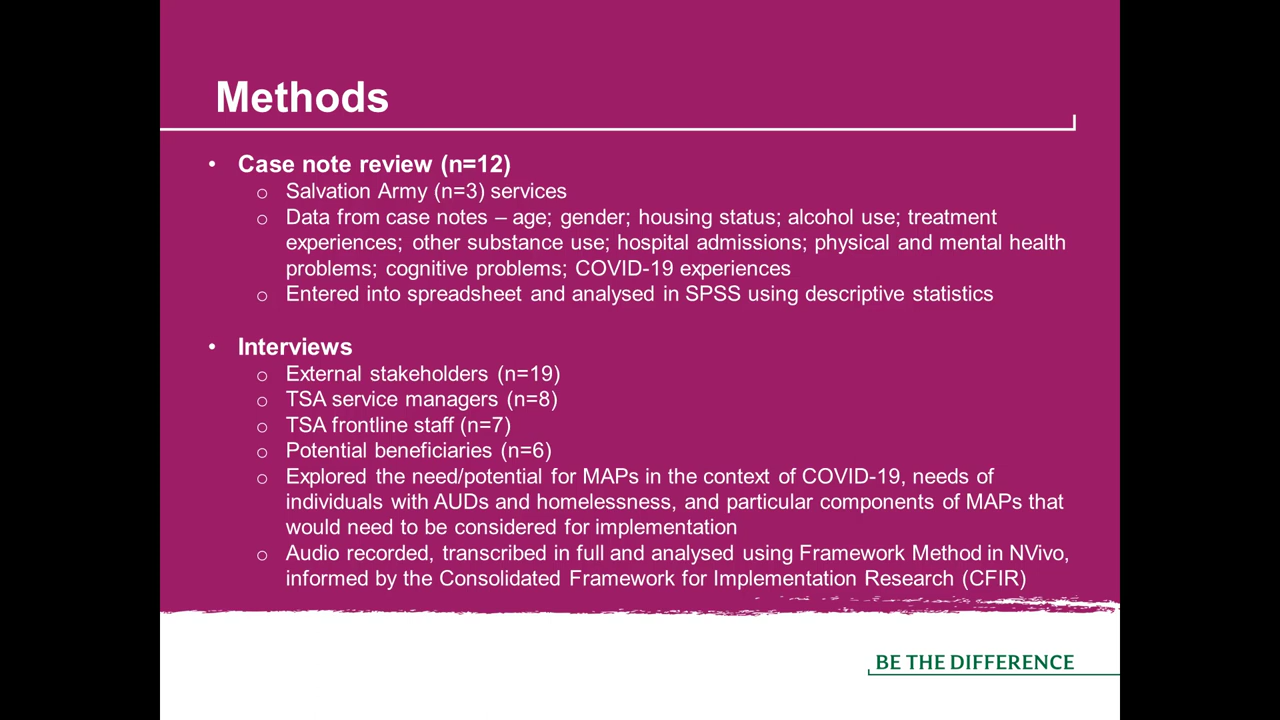 Methods
• Case note review (n=12)
o Salvation Army (n=3) services
o Data from case notes – age; gender; housing status; alcohol use; treatment
experiences; other substance use; hospital admissions; physical and mental health
problems; cognitive problems; COVID-19 experiences
o Entered into spreadsheet and analysed in SPSS using descriptive statistics
• Interviews
o External stakeholders (n=19)
o TSA service managers (n=8)
o TSA frontline staff (n=7)
o Potential beneficiaries (n=6)
o Explored the need/potential for MAPs in the context of COVID-19, needs of
individuals with AUDs and homelessness, and particular components of MAPs that
would need to be considered for implementation
o Audio recorded, transcribed in full and analysed using Framework Method in NVivo,
informed by the Consolidated Framework for Implementation Research (CFIR)
BE THE DIFFERENCE